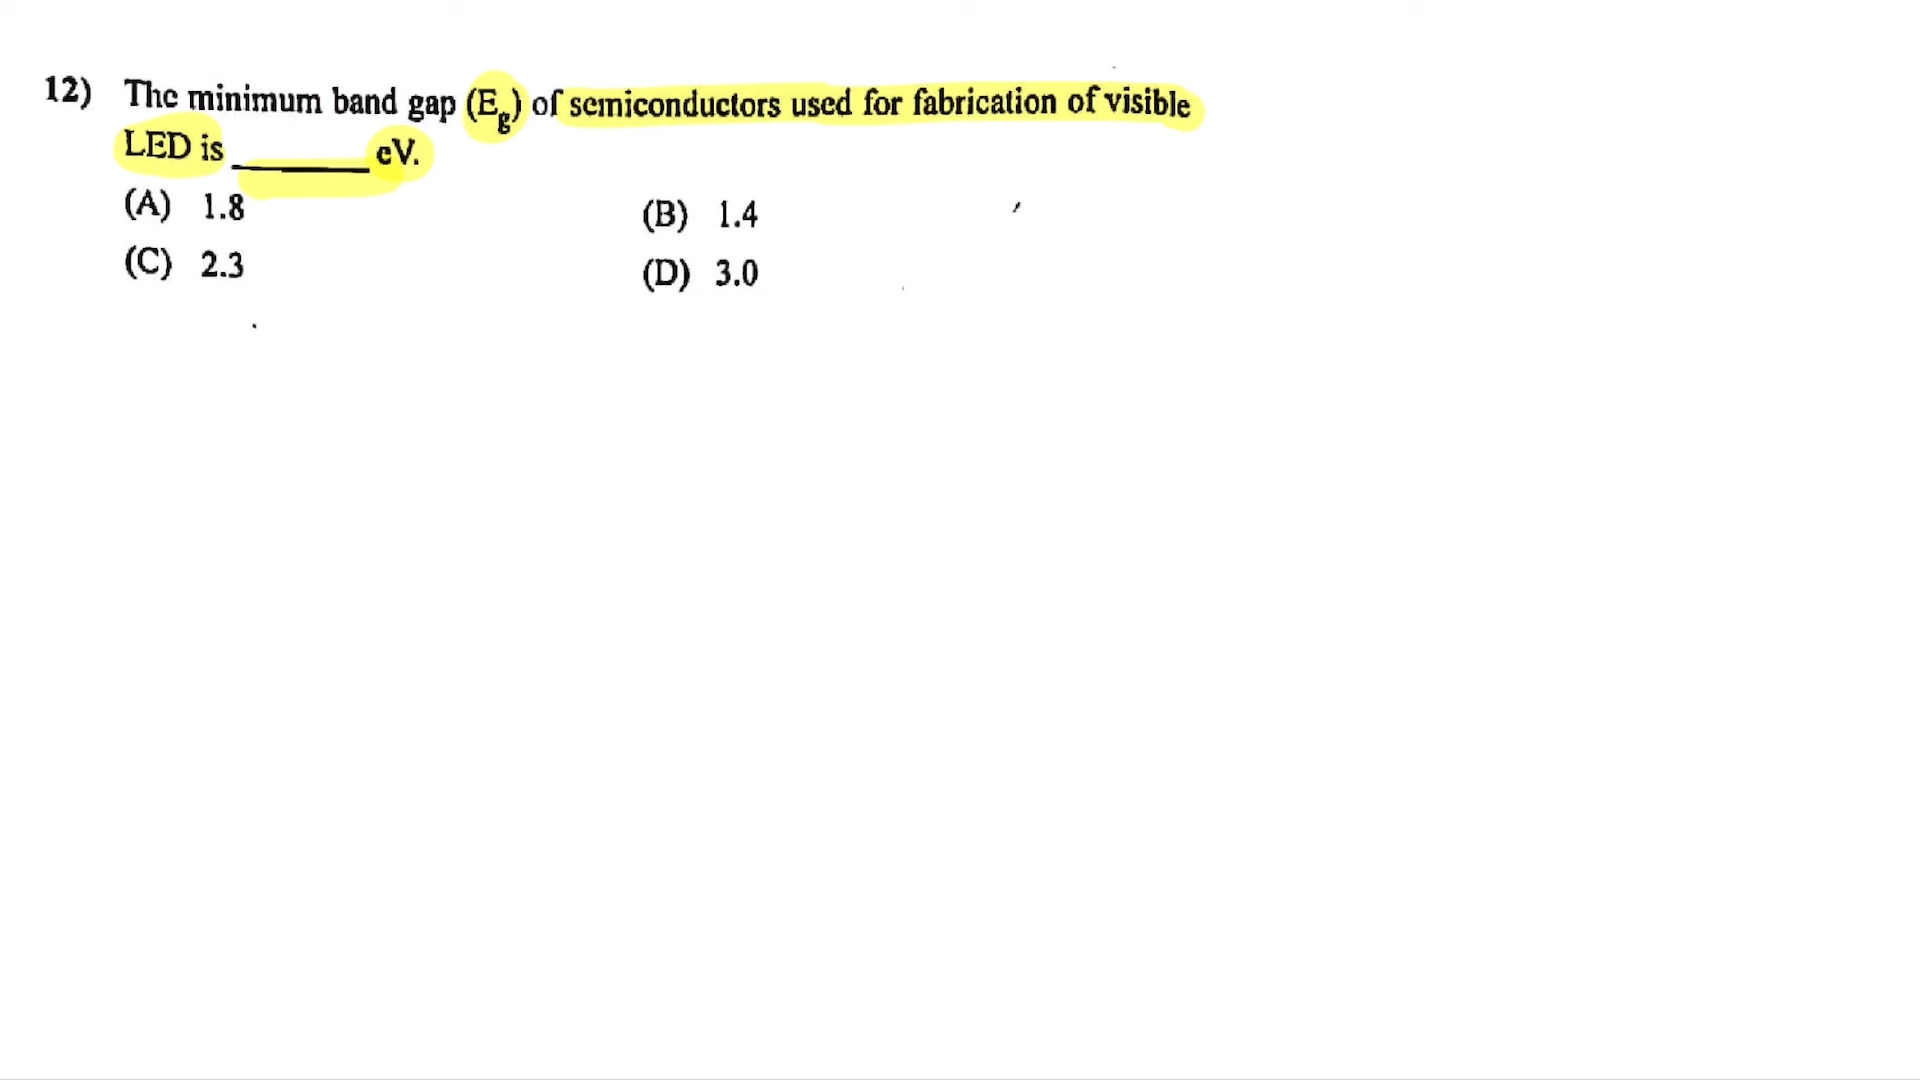 12) The minimum band gap (Eg) of semiconductors used for fabrication of visible
LED is ________ eV.
(A) 1.8 (B) 1.4
(C) 2.3 (D) 3.0